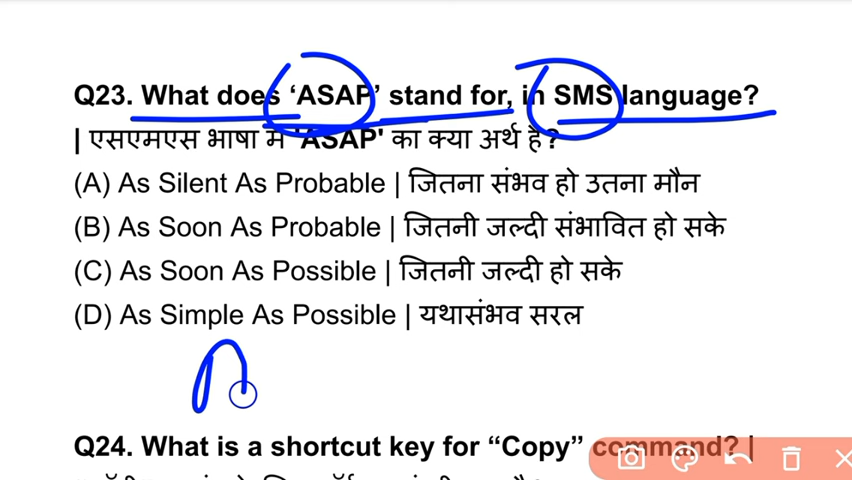 Q23. What does ‘ASAP’ stand for, in SMS language?
| एसएमएस भाषा में 'ASAP' का क्या अर्थ है?
(A) As Silent As Probable | जितना संभव हो उतना मौन
(B) As Soon As Probable | जितनी जल्दी संभावित हो सके
(C) As Soon As Possible | जितनी जल्दी हो सके
(D) As Simple As Possible | यथासंभव सरल
Q24. What is a shortcut key for “Copy” command? |